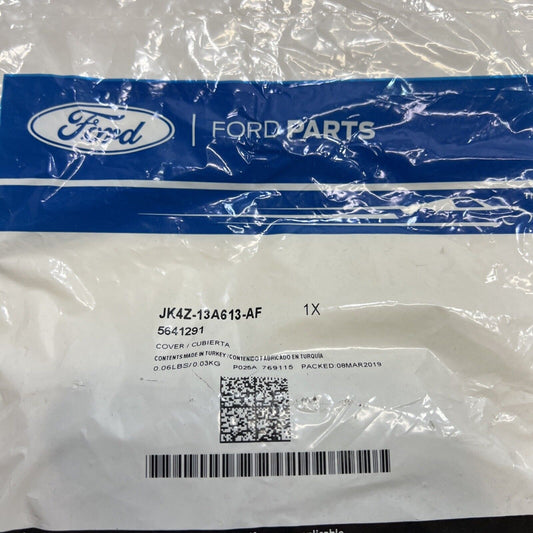 Ford | FORD PARTS
JK4Z-13A613-AF 1X
5641291
COVER / CUBIERTA
CONTENTS MADE IN TURKEY / CONTENIDO FABRICADO EN TURQUÍA
0.06LBS/0.03KG P026A 769115 PACKED:08MAR2019